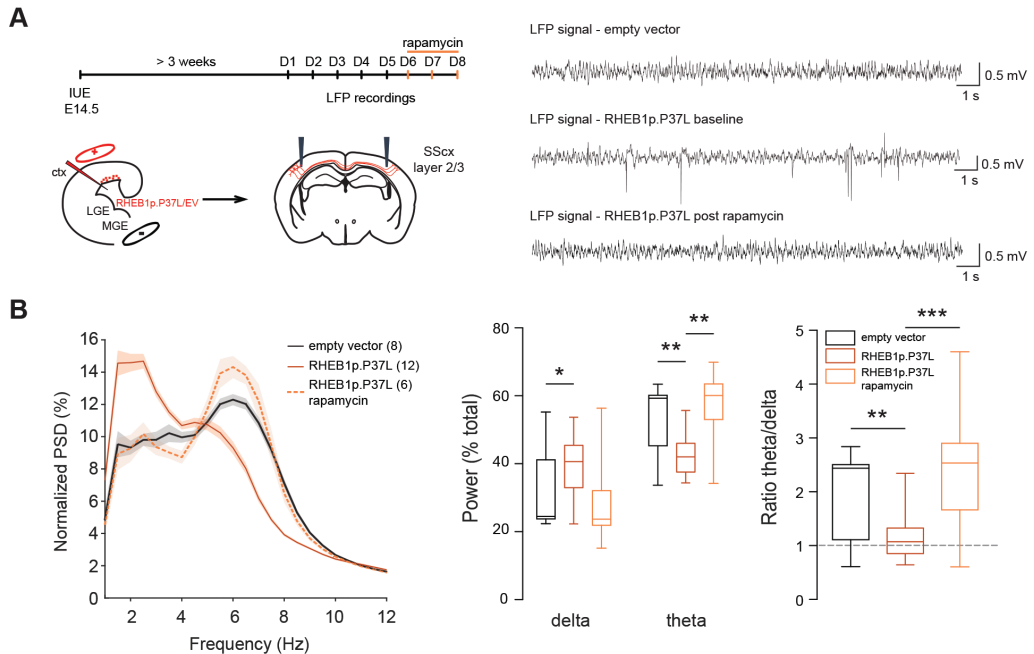 A
rapamycin
> 3 weeks
D1 D2 D3 D4 D5 D6 D7 D8
IUE
E14.5
LFP recordings
ctx
RHEB1p.P37L/EV
LGE
MGE
SScx
layer 2/3
LFP signal - empty vector
0.5 mV
1 s
LFP signal - RHEB1p.P37L baseline
0.5 mV
1 s
LFP signal - RHEB1p.P37L post rapamycin
0.5 mV
1 s
B
Normalized PSD (%)
16
14
12
10
8
6
4
2
0
2 4 6 8 10 12
Frequency (Hz)
empty vector (8)
RHEB1p.P37L (12)
RHEB1p.P37L (6)
rapamycin
Power (% total)
80
60
40
20
0
*
**
**
delta theta
Ratio theta/delta
5
4
3
2
1
0
***
**
empty vector
RHEB1p.P37L
RHEB1p.P37L
rapamycin